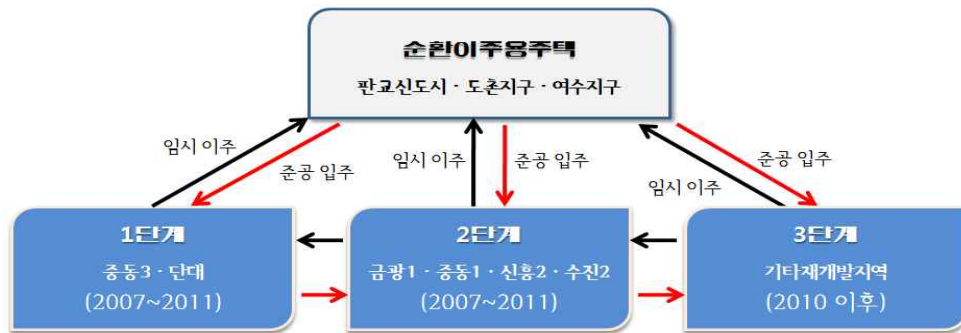 순환이주용주택
판교신도시 · 도촌지구 · 여수지구
임시 이주
준공 입주
임시 이주
준공 입주
임시 이주
준공 입주
1단계
중동3 · 단대
(2007~2011)
2단계
금광1 · 중동1 · 신흥2 · 수진2
(2007~2011)
3단계
기타재개발지역
(2010 이후)